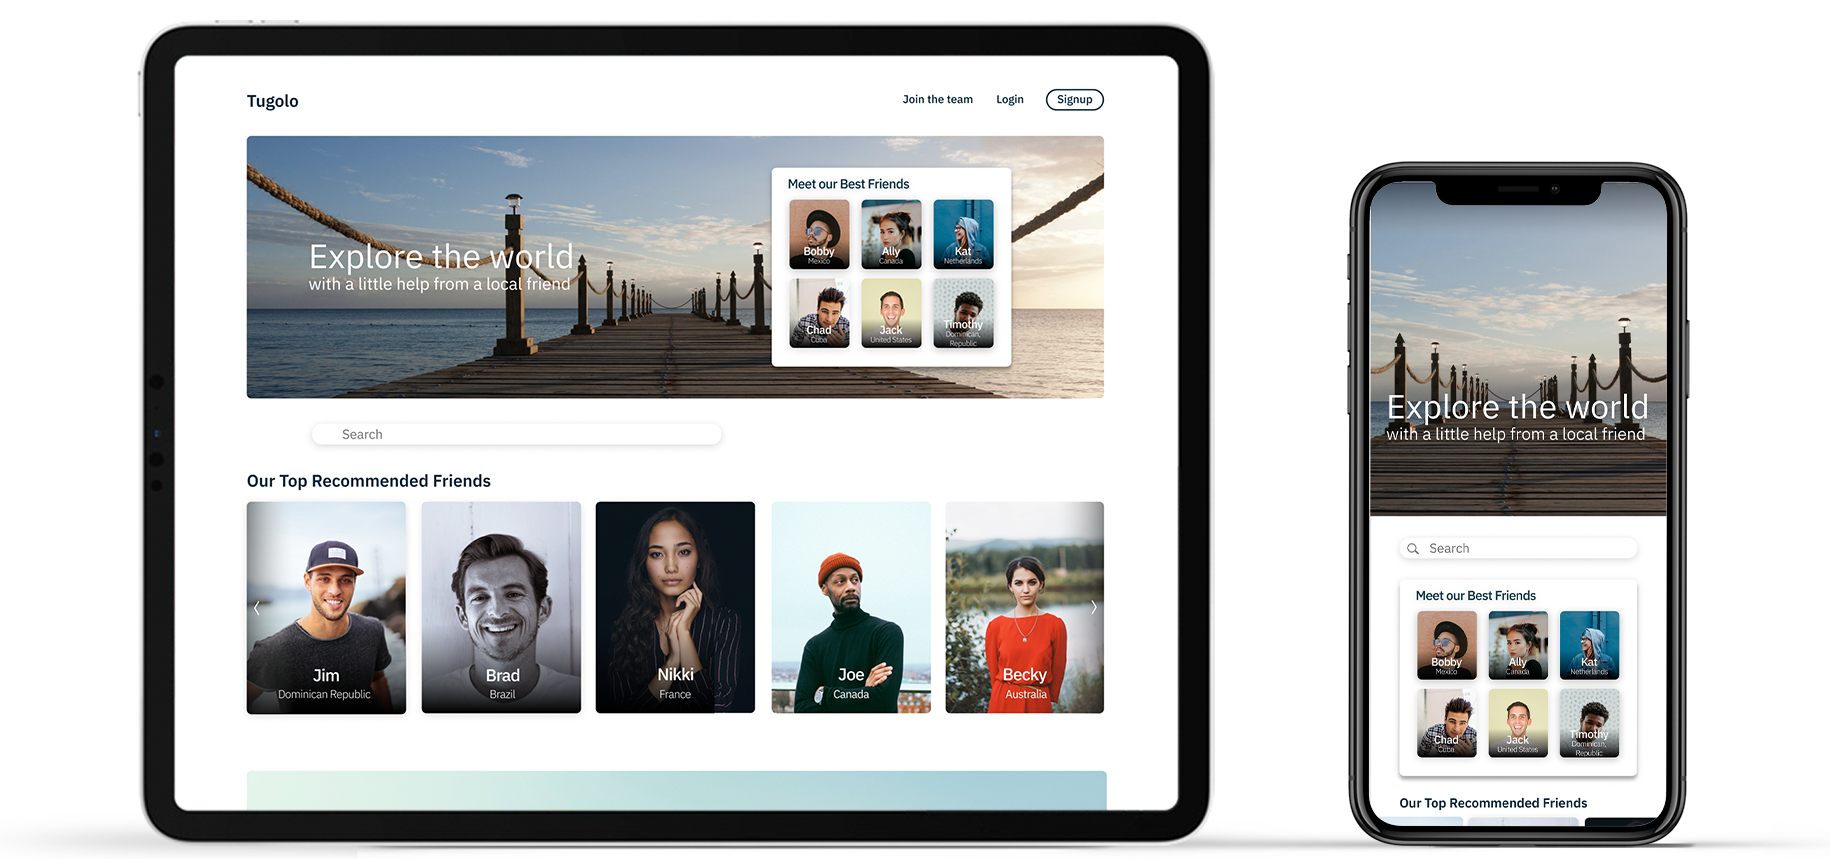 Tugolo
Join the team
Login
Signup
Explore the world
with a little help from a local friend
Meet our Best Friends
Bobby
Mexico
Ally
Canada
Kat
Netherlands
Chad
Cuba
Jack
United States
Timothy
Dominican,
Republic
Search
Our Top Recommended Friends
Jim
Dominican Republic
Brad
Brazil
Nikki
France
Joe
Canada
Becky
Australia
Explore the world
with a little help from a local friend
Search
Meet our Best Friends
Bobby
Mexico
Ally
Canada
Kat
Netherlands
Chad
Cuba
Jack
United States
Timothy
Dominican,
Republic
Our Top Recommended Friends